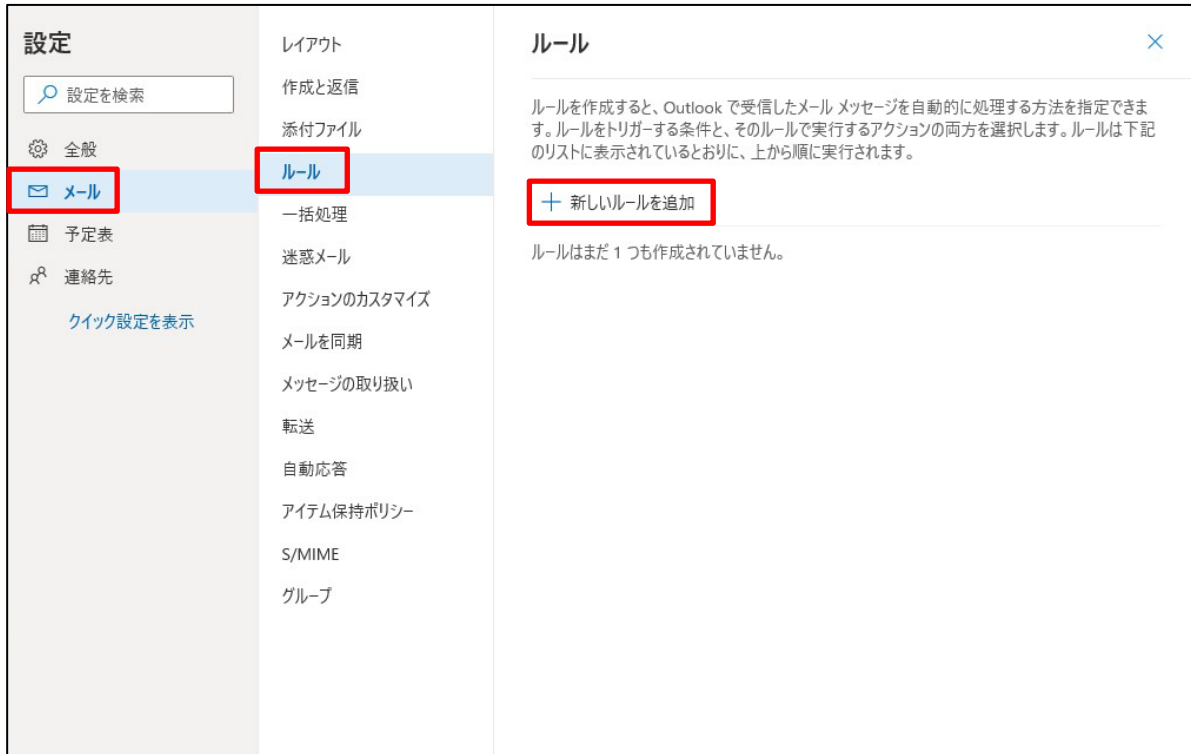 設定
設定を検索
全般
メール
予定表
連絡先
クイック設定を表示
レイアウト
作成と返信
添付ファイル
ルール
一括処理
迷惑メール
アクションのカスタマイズ
メールを同期
メッセージの取り扱い
転送
自動応答
アイテム保持ポリシー
S/MIME
グループ
ルール
ルールを作成すると、Outlook で受信したメール メッセージを自動的に処理する方法を指定できま
す。ルールをトリガーする条件と、そのルールで実行するアクションの両方を選択します。ルールは下記
のリストに表示されているとおりに、上から順に実行されます。
新しいルールを追加
ルールはまだ 1 つも作成されていません。